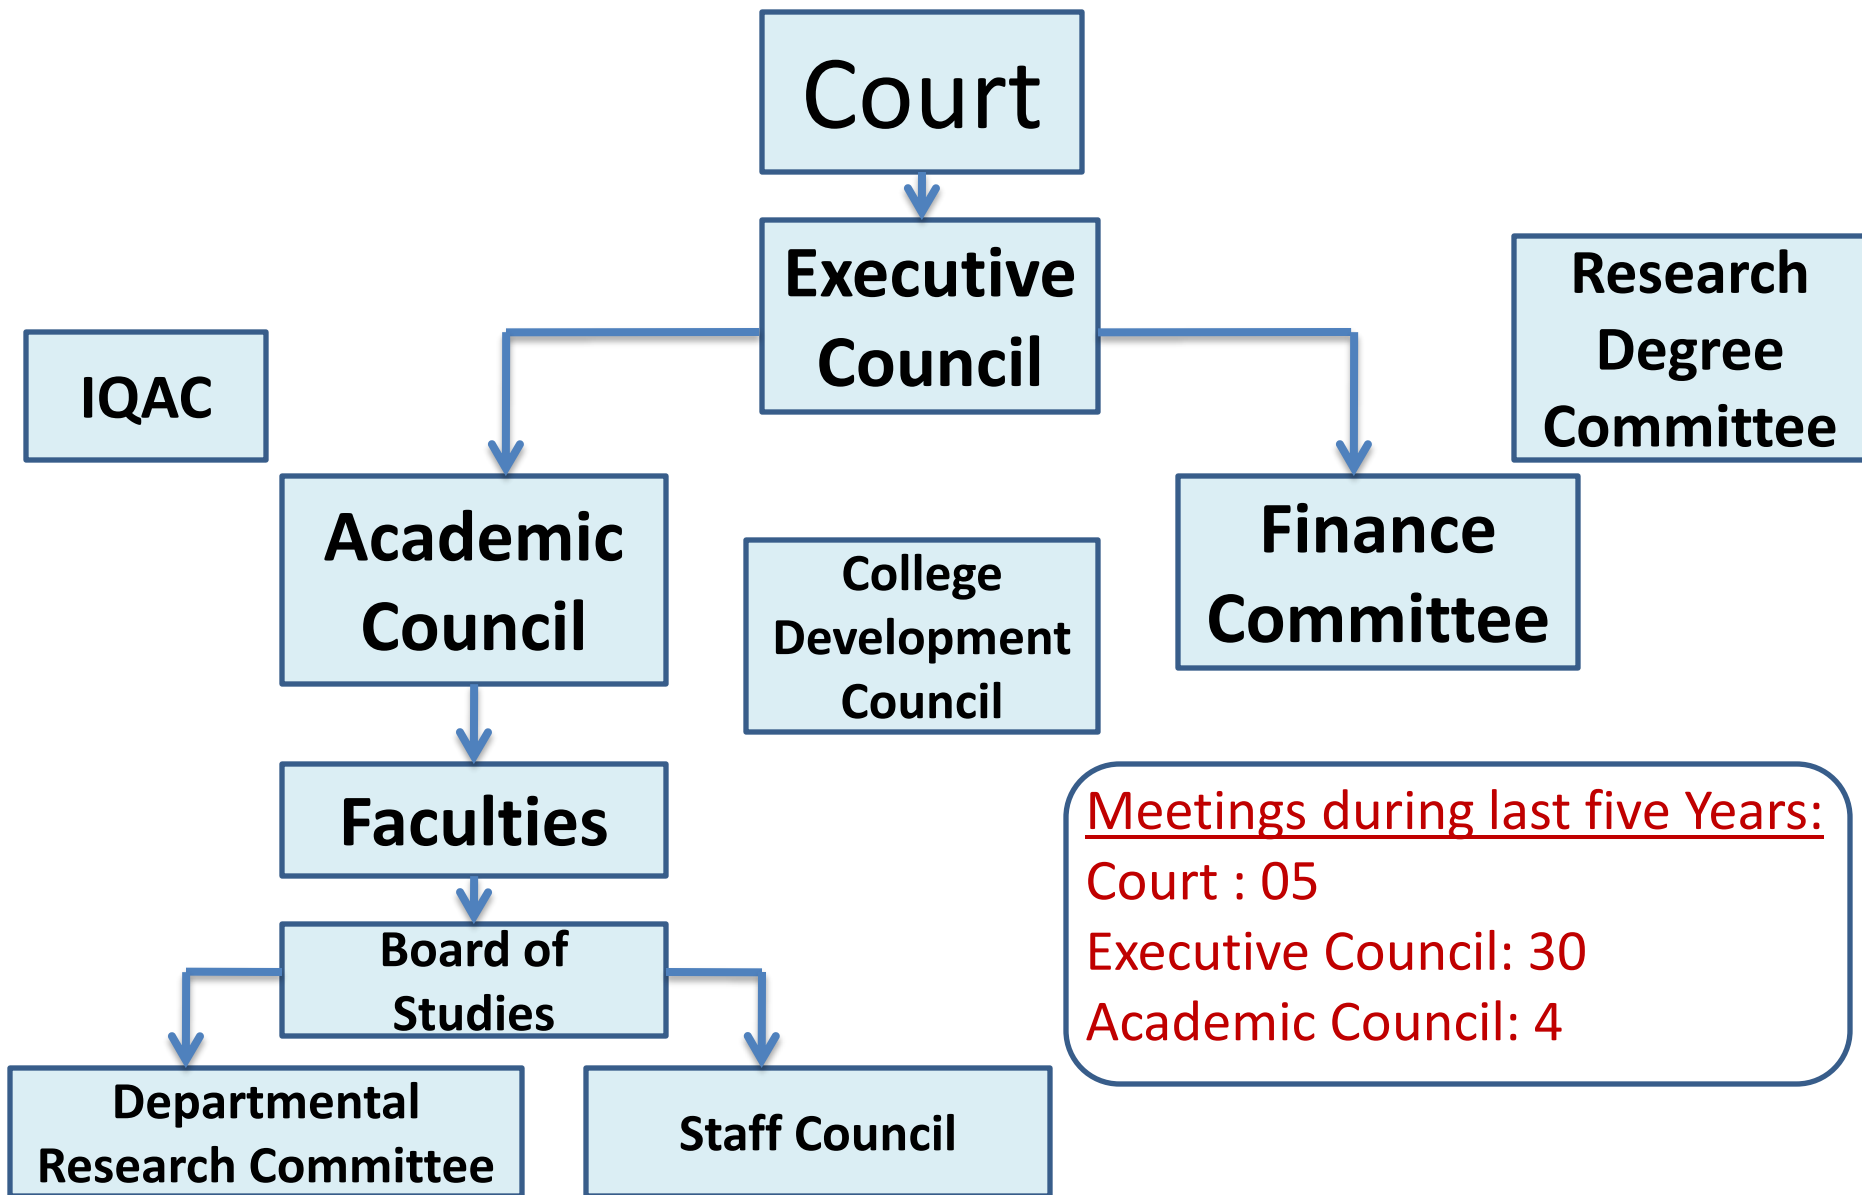 Court
Executive
Council
Research
Degree
Committee
IQAC
Academic
Council
College
Development
Council
Finance
Committee
Faculties
Meetings during last five Years:
Court : 05
Executive Council: 30
Academic Council: 4
Board of
Studies
Departmental
Research Committee
Staff Council